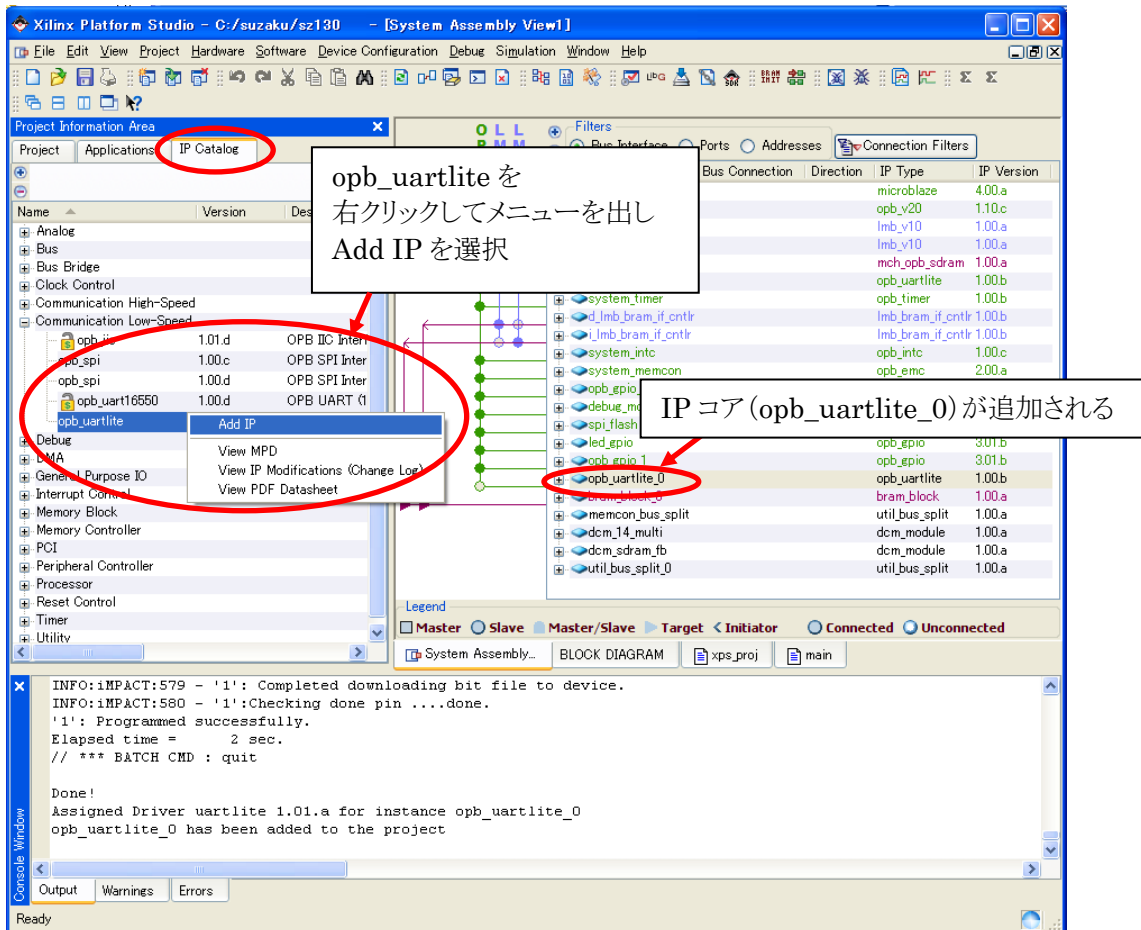 Xilinx Platform Studio - C:/suzaku/sz130 - [System Assembly View1]
File Edit View Project Hardware Software Device Configuration Debug Simulation Window Help
Project Information Area
Project Applications IP Catalog
Name Version Des
Analog
Bus
Bus Bridge
Clock Control
Communication High-Speed
Communication Low-Speed
opb_iic 1.01.d OPB IIC Interf
opb_spi 1.00.c OPB SPI Inter
opb_spi 1.00.d OPB SPI Inter
opb_uart16550 1.00.d OPB UART (1
opb_uartlite
Debug
DMA
General Purpose IO
Interrupt Control
Memory Block
Memory Controller
PCI
Peripheral Controller
Processor
Reset Control
Timer
Utility
Add IP
View MPD
View IP Modifications (Change Log)
View PDF Datasheet
opb_uartlite を
右クリックしてメニューを出し
Add IP を選択
O L L
Filters
Bus Interface Ports Addresses Connection Filters
Bus Connection Direction IP Type IP Version
microblaze 4.00.a
opb_v20 1.10.c
lmb_v10 1.00.a
lmb_v10 1.00.a
mch_opb_sdram 1.00.a
opb_uartlite 1.00.b
system_timer opb_timer 1.00.b
d_lmb_bram_if_cntlr lmb_bram_if_cntlr 1.00.b
i_lmb_bram_if_cntlr lmb_bram_if_cntlr 1.00.b
system_intc opb_intc 1.00.c
system_memcon opb_emc 2.00.a
opb_gpio
debug_mo
spi_flash
led_gpio opb_gpio 3.01.b
opb_gpio_1 opb_gpio 3.01.b
opb_uartlite_0 opb_uartlite 1.00.b
bram_block_0 bram_block 1.00.a
memcon_bus_split util_bus_split 1.00.a
dcm_14_multi dcm_module 1.00.a
dcm_sdram_fb dcm_module 1.00.a
util_bus_split_0 util_bus_split 1.00.a
IP コア（opb_uartlite_0）が追加される
Legend
Master Slave Master/Slave Target Initiator Connected Unconnected
System Assembly... BLOCK DIAGRAM xps_proj main
INFO:iMPACT:579 - '1': Completed downloading bit file to device.
INFO:iMPACT:580 - '1':Checking done pin ....done.
'1': Programmed successfully.
Elapsed time = 2 sec.
// *** BATCH CMD : quit
Done!
Assigned Driver uartlite 1.01.a for instance opb_uartlite_0
opb_uartlite_0 has been added to the project
Console Window
Output Warnings Errors
Ready